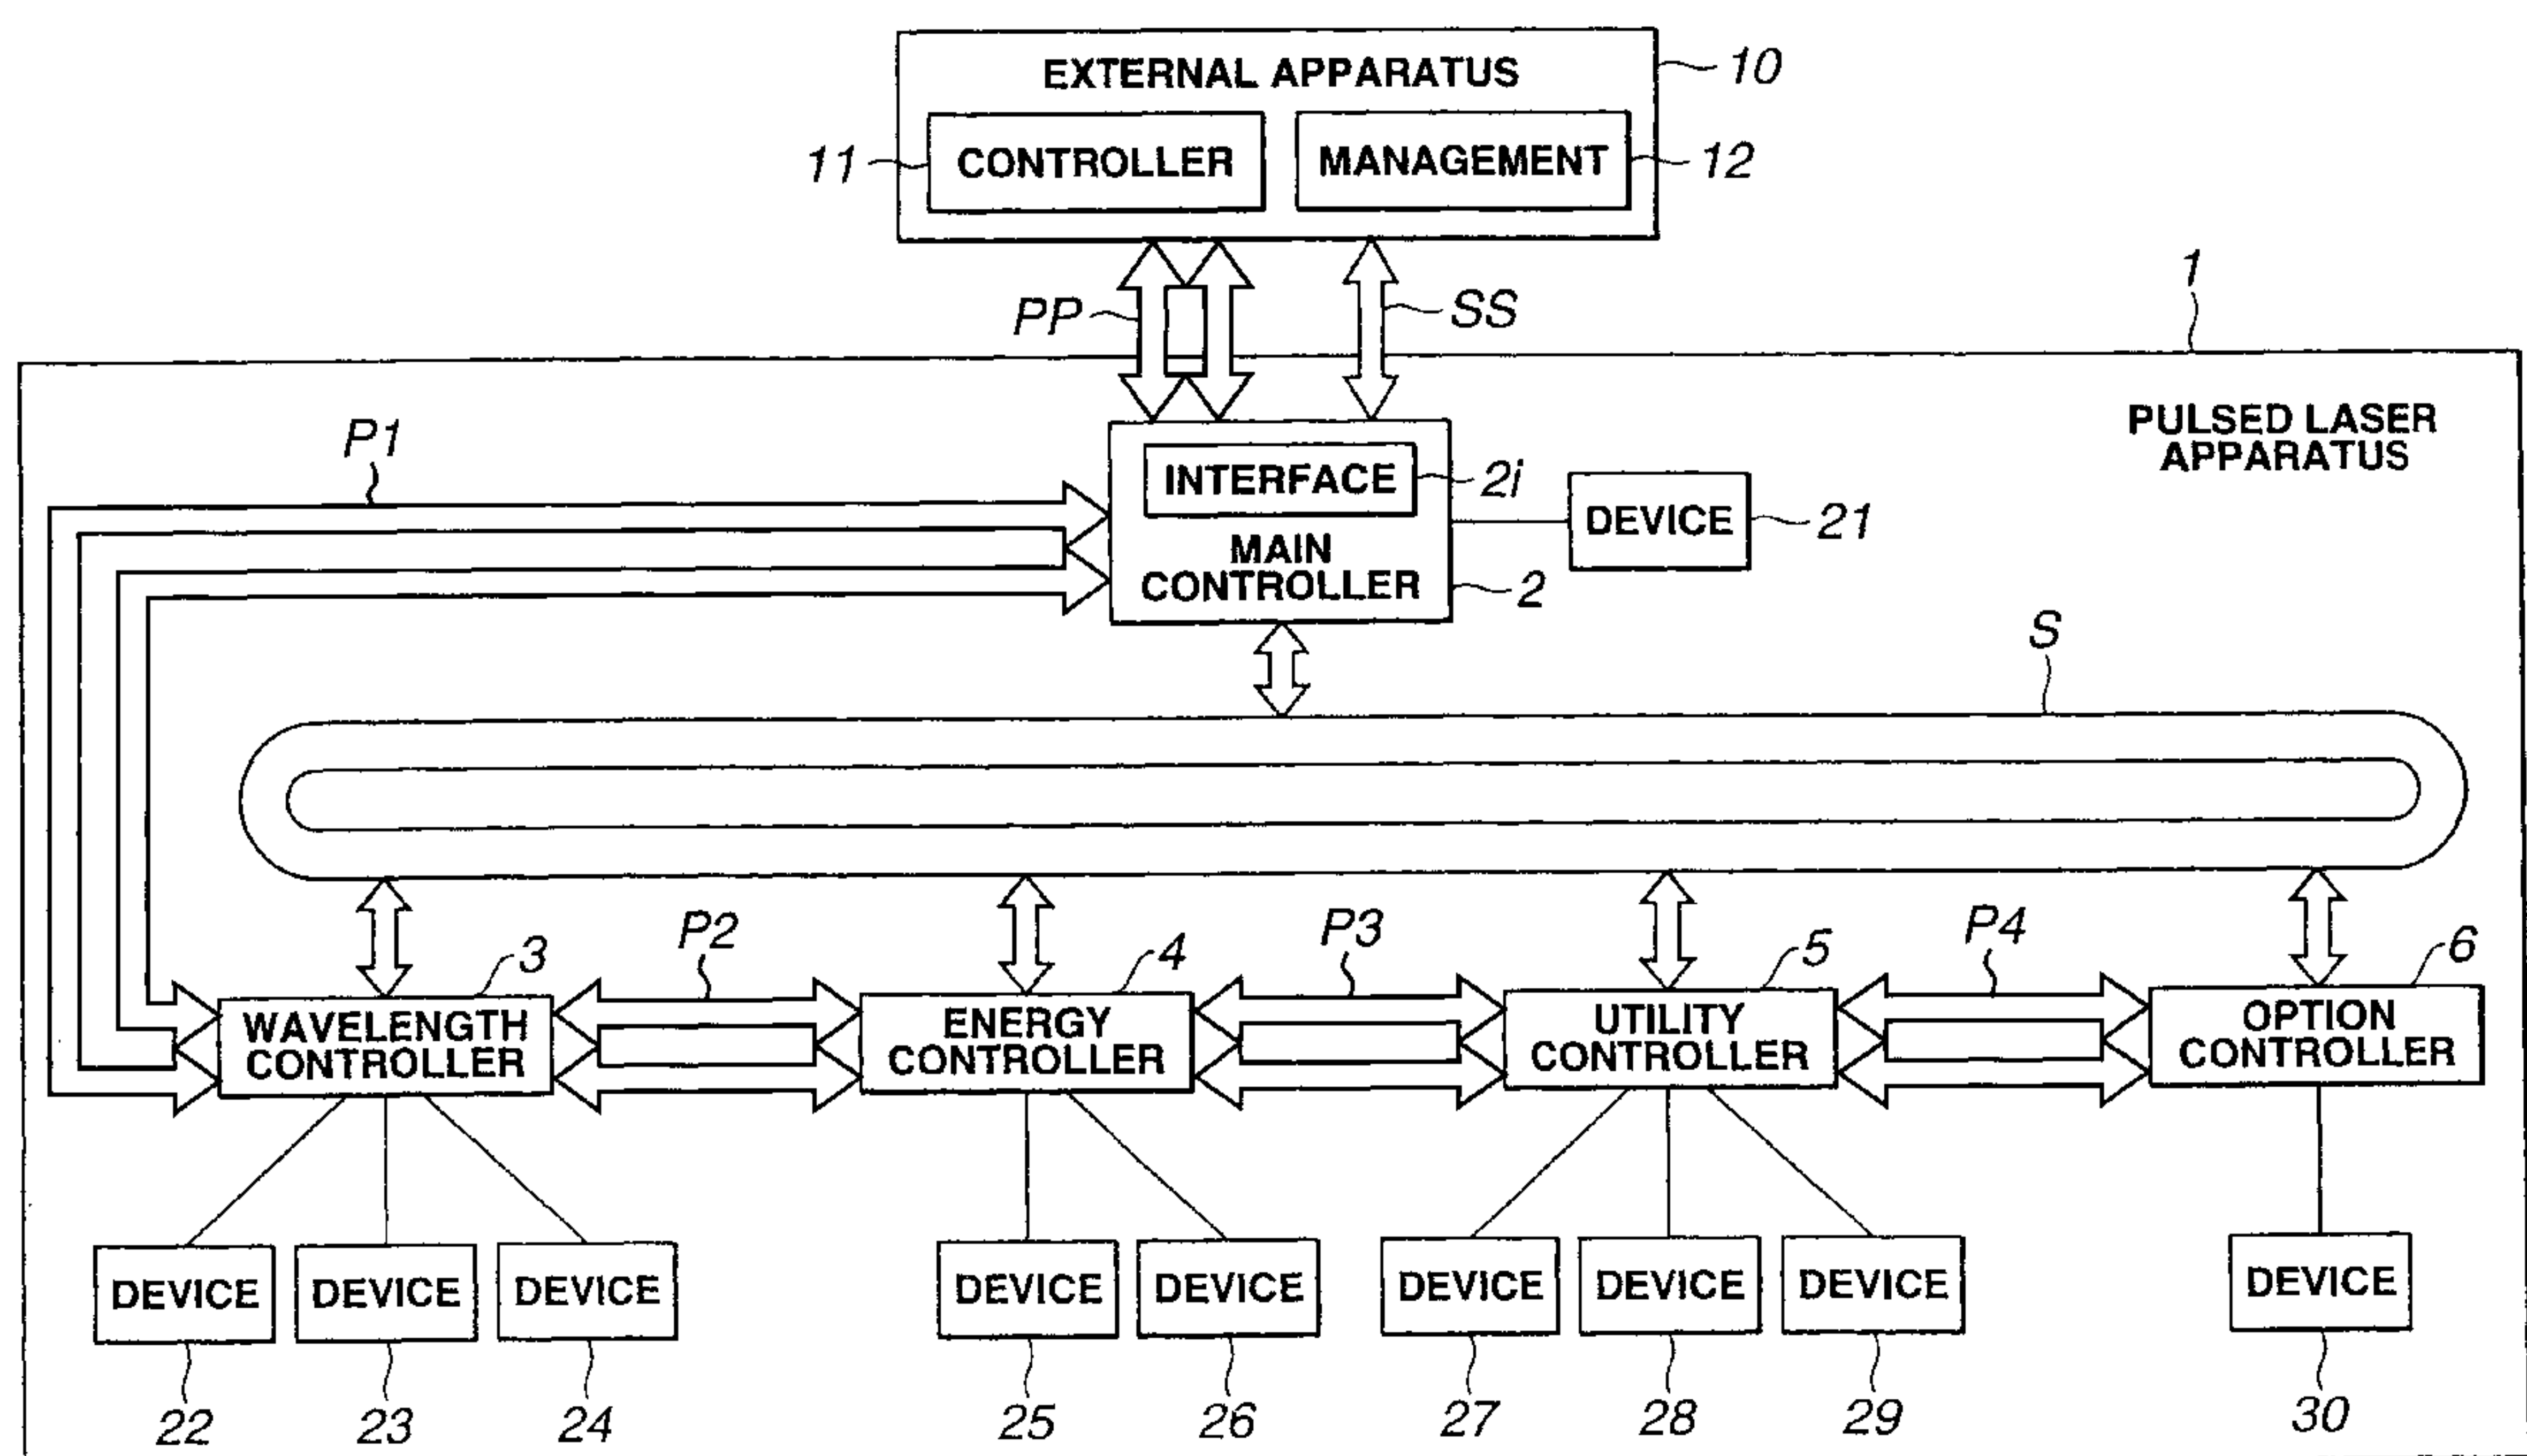 EXTERNAL APPARATUS
10
11
CONTROLLER
MANAGEMENT
12
PP
SS
1
PULSED LASER
APPARATUS
P1
INTERFACE
2i
MAIN
CONTROLLER
2
DEVICE
21
S
P2
P3
P4
3
4
5
6
WAVELENGTH
CONTROLLER
ENERGY
CONTROLLER
UTILITY
CONTROLLER
OPTION
CONTROLLER
DEVICE
DEVICE
DEVICE
DEVICE
DEVICE
DEVICE
DEVICE
DEVICE
DEVICE
22
23
24
25
26
27
28
29
30